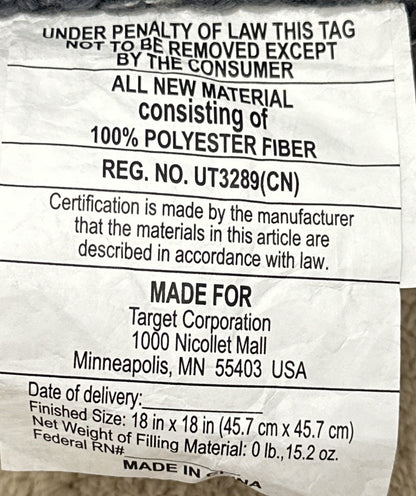 UNDER PENALTY OF LAW THIS TAG
NOT TO BE REMOVED EXCEPT
BY THE CONSUMER
ALL NEW MATERIAL
consisting of
100% POLYESTER FIBER
REG. NO. UT3289(CN)
Certification is made by the manufacturer
that the materials in this article are
described in accordance with law.
MADE FOR
Target Corporation
1000 Nicollet Mall
Minneapolis, MN 55403 USA
Date of delivery:
Finished Size: 18 in x 18 in (45.7 cm x 45.7 cm)
Net Weight of Filling Material: 0 lb., 15.2 oz.
Federal RN#
MADE IN